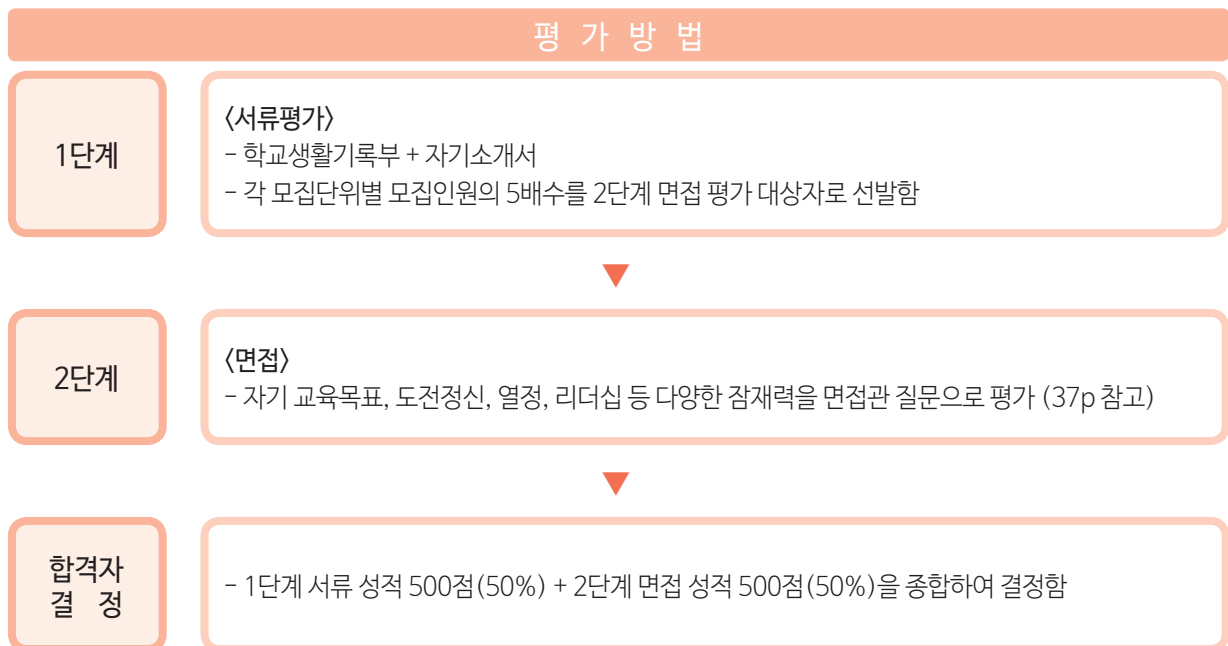 평 가 방 법
1단계
〈서류평가〉
- 학교생활기록부 + 자기소개서
- 각 모집단위별 모집인원의 5배수를 2단계 면접 평가 대상자로 선발함
2단계
〈면접〉
- 자기 교육목표, 도전정신, 열정, 리더십 등 다양한 잠재력을 면접관 질문으로 평가 (37p 참고)
합격자
결 정
- 1단계 서류 성적 500점(50%) + 2단계 면접 성적 500점(50%)을 종합하여 결정함